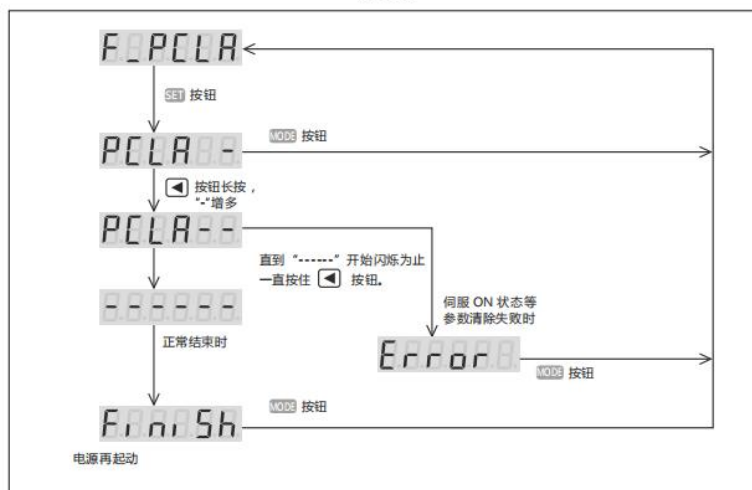 F_PCLA
SET 按钮
MODE 按钮
PCLA -
按钮长按，
"-"增多
PCLA--
直到 "------" 开始闪烁为止
一直按住 按钮。
------
伺服 ON 状态等
参数清除失败时
正常结束时
Error
MODE 按钮
MODE 按钮
FiniSh
电源再起动